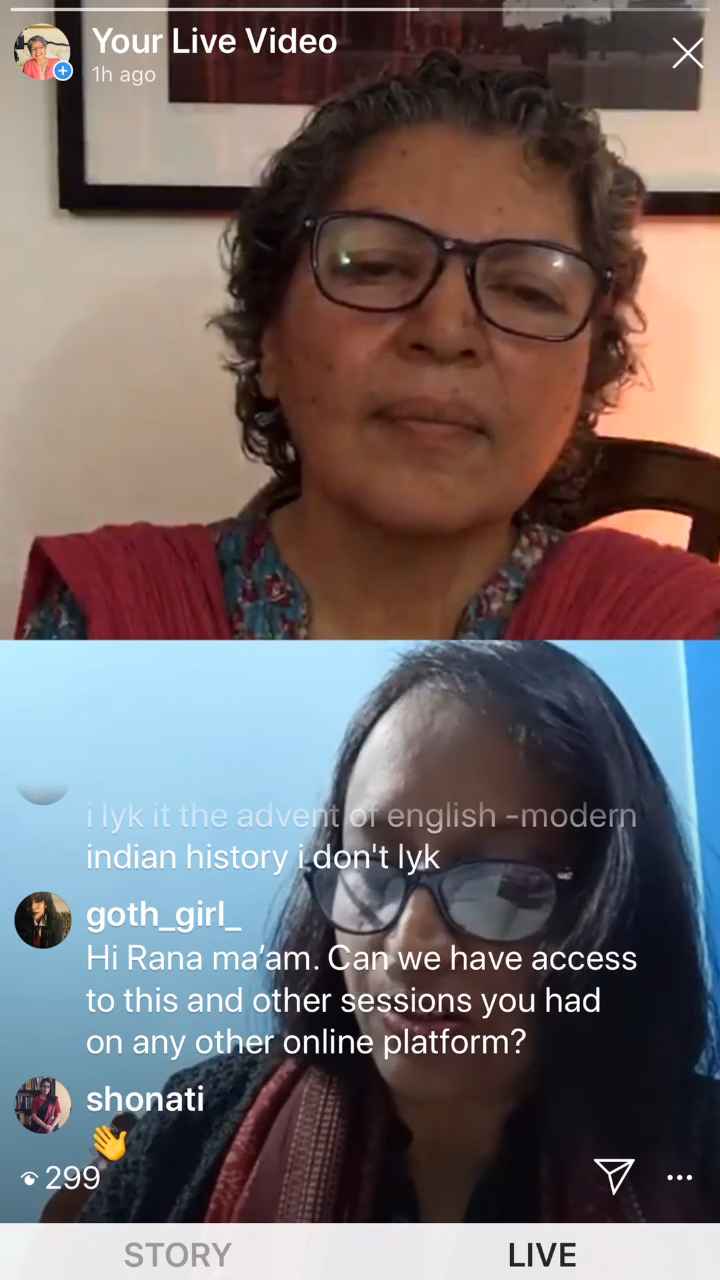 Your Live Video
1h ago
i lyk it the advent of english -modern
indian history i don't lyk
goth_girl_
Hi Rana ma’am. Can we have access
to this and other sessions you had
on any other online platform?
shonati
👋
299
STORY
LIVE